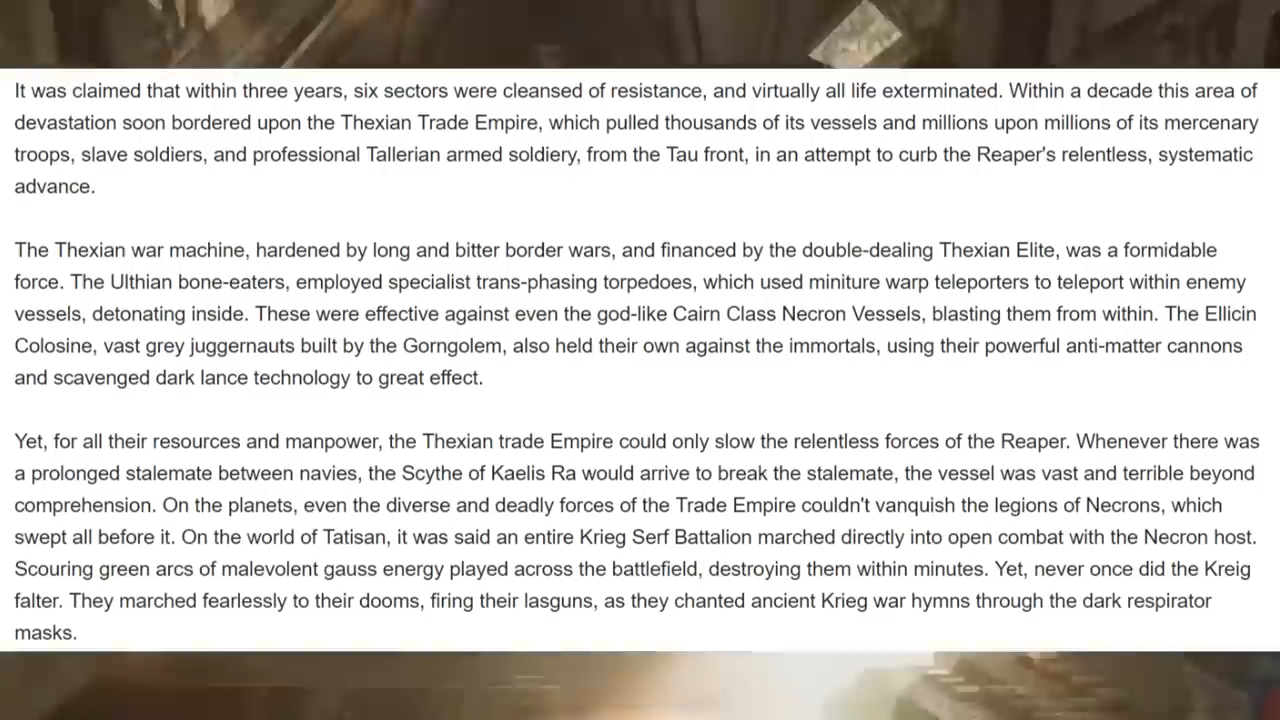 It was claimed that within three years, six sectors were cleansed of resistance, and virtually all life exterminated. Within a decade this area of
devastation soon bordered upon the Thexian Trade Empire, which pulled thousands of its vessels and millions upon millions of its mercenary
troops, slave soldiers, and professional Tallerian armed soldiery, from the Tau front, in an attempt to curb the Reaper's relentless, systematic
advance.
The Thexian war machine, hardened by long and bitter border wars, and financed by the double-dealing Thexian Elite, was a formidable
force. The Ulthian bone-eaters, employed specialist trans-phasing torpedoes, which used miniture warp teleporters to teleport within enemy
vessels, detonating inside. These were effective against even the god-like Cairn Class Necron Vessels, blasting them from within. The Ellicin
Colosine, vast grey juggernauts built by the Gorngolem, also held their own against the immortals, using their powerful anti-matter cannons
and scavenged dark lance technology to great effect.
Yet, for all their resources and manpower, the Thexian trade Empire could only slow the relentless forces of the Reaper. Whenever there was
a prolonged stalemate between navies, the Scythe of Kaelis Ra would arrive to break the stalemate, the vessel was vast and terrible beyond
comprehension. On the planets, even the diverse and deadly forces of the Trade Empire couldn't vanquish the legions of Necrons, which
swept all before it. On the world of Tatisan, it was said an entire Krieg Serf Battalion marched directly into open combat with the Necron host.
Scouring green arcs of malevolent gauss energy played across the battlefield, destroying them within minutes. Yet, never once did the Kreig
falter. They marched fearlessly to their dooms, firing their lasguns, as they chanted ancient Krieg war hymns through the dark respirator
masks.